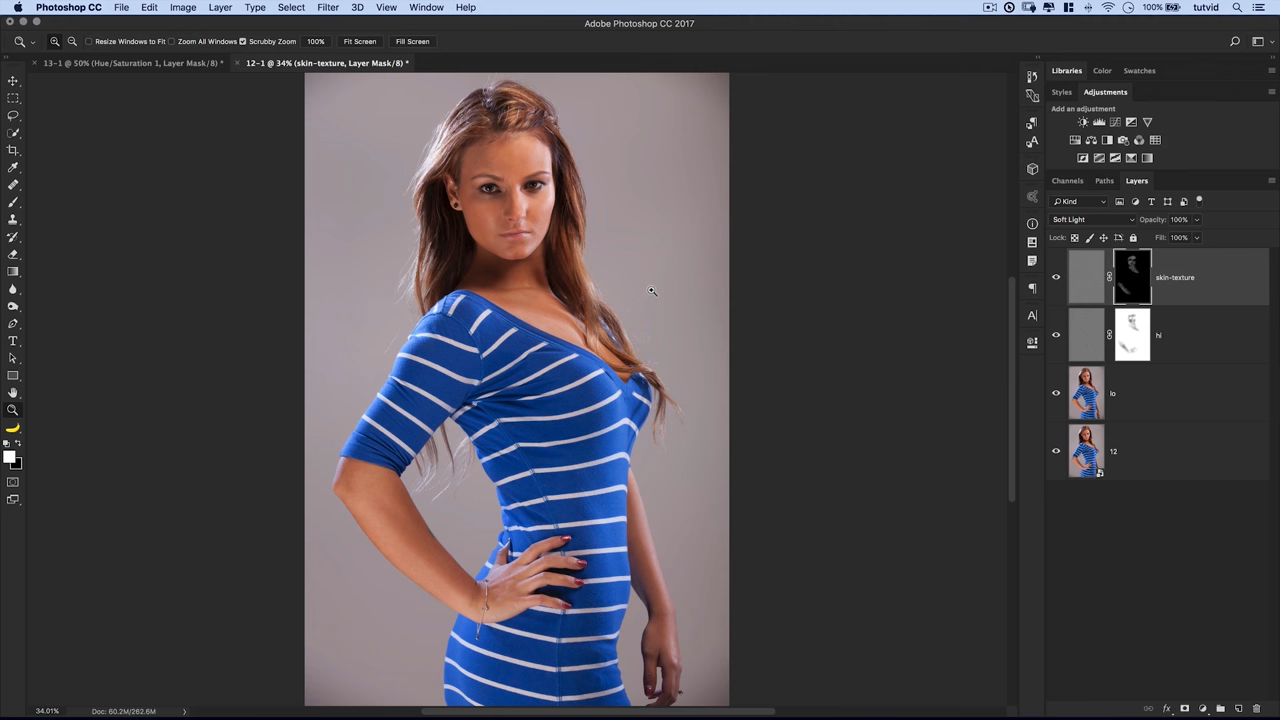 Photoshop CC File Edit Image Layer Type Select Filter 3D View Window Help 100% tutvid
Adobe Photoshop CC 2017
Resize Windows to Fit Zoom All Windows Scrubby Zoom 100% Fit Screen Fill Screen
13-1 @ 50% (Hue/Saturation 1, Layer Mask/8) * 12-1 @ 34% (skin-texture, Layer Mask/8) *
Libraries Color Swatches
Styles Adjustments
Add an adjustment
Channels Paths Layers
Kind
Soft Light Opacity: 100%
Lock: Fill: 100%
skin-texture
hi
lo
12
34.01% Doc: 60.2M/262.6M